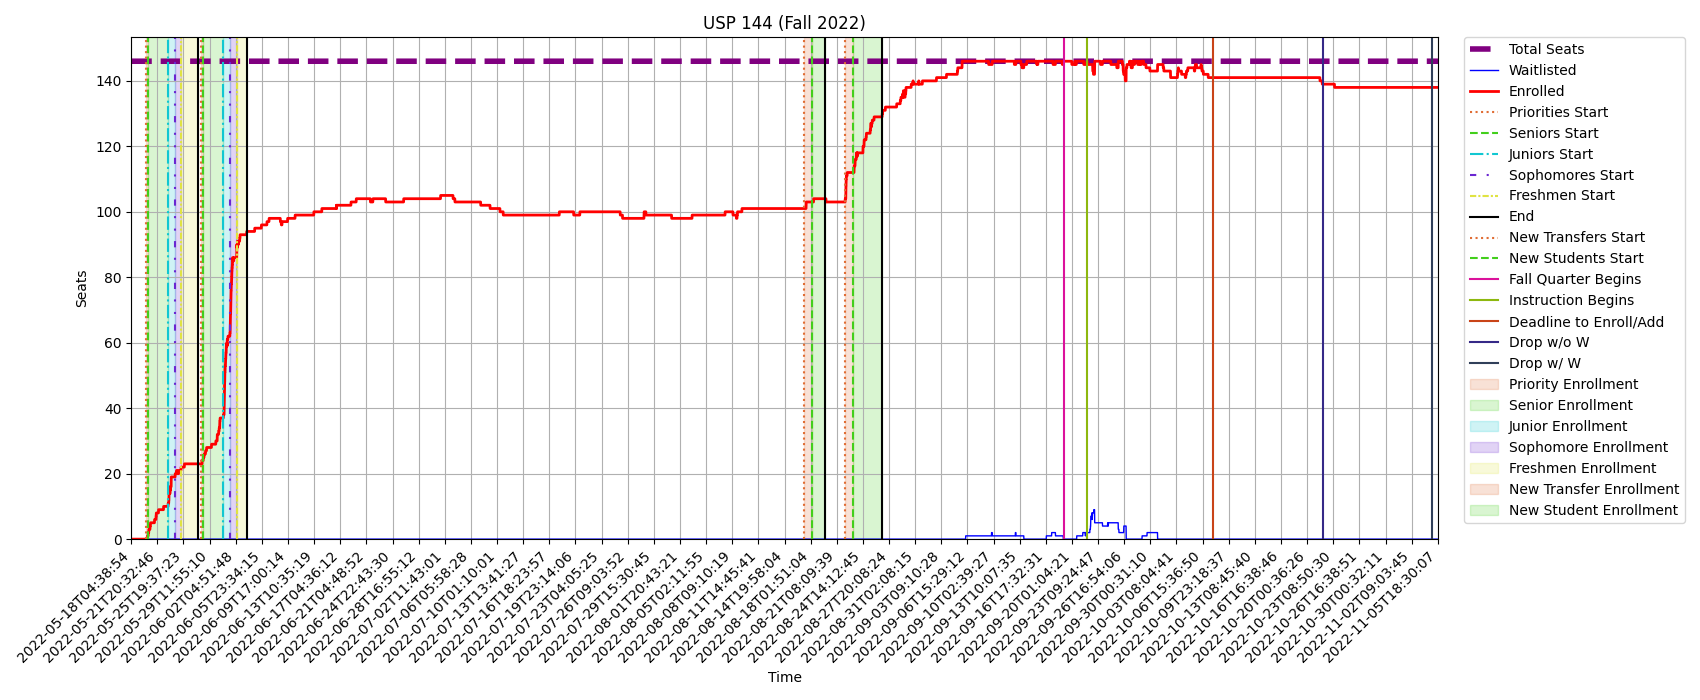 USP 144 (Fall 2022)
Seats
140
120
100
80
60
40
20
0
2022-05-18T04:38:54
2022-05-21T20:32:46
2022-05-25T19:37:23
2022-05-29T11:55:10
2022-06-02T04:51:48
2022-06-05T23:34:15
2022-06-09T17:00:14
2022-06-13T10:35:19
2022-06-17T04:36:12
2022-06-21T04:48:52
2022-06-24T22:43:30
2022-06-28T16:55:12
2022-07-02T11:43:01
2022-07-06T05:58:28
2022-07-10T01:10:01
2022-07-13T13:41:27
2022-07-16T18:23:57
2022-07-19T23:14:06
2022-07-23T04:05:25
2022-07-26T09:03:52
2022-07-29T15:30:45
2022-08-01T20:43:21
2022-08-05T02:11:55
2022-08-08T09:10:19
2022-08-11T14:45:41
2022-08-14T19:58:04
2022-08-18T01:51:04
2022-08-21T08:09:39
2022-08-24T14:12:45
2022-08-27T20:08:24
2022-08-31T02:08:15
2022-09-03T09:10:28
2022-09-06T15:29:12
2022-09-10T02:39:27
2022-09-13T10:07:35
2022-09-16T17:32:31
2022-09-20T01:04:21
2022-09-23T09:24:47
2022-09-26T16:54:06
2022-09-30T00:31:10
2022-10-03T08:04:41
2022-10-06T15:36:50
2022-10-09T23:18:37
2022-10-13T08:45:40
2022-10-16T16:38:46
2022-10-20T00:36:26
2022-10-23T08:50:30
2022-10-26T16:38:51
2022-10-30T00:32:11
2022-11-02T09:03:45
2022-11-05T18:30:07
Time
Total Seats
Waitlisted
Enrolled
Priorities Start
Seniors Start
Juniors Start
Sophomores Start
Freshmen Start
End
New Transfers Start
New Students Start
Fall Quarter Begins
Instruction Begins
Deadline to Enroll/Add
Drop w/o W
Drop w/ W
Priority Enrollment
Senior Enrollment
Junior Enrollment
Sophomore Enrollment
Freshmen Enrollment
New Transfer Enrollment
New Student Enrollment